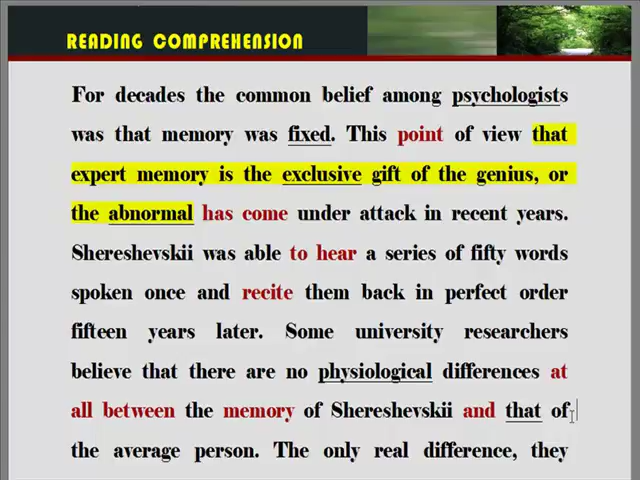 READING COMPREHENSION
For decades the common belief among psychologists
was that memory was fixed. This point of view that
expert memory is the exclusive gift of the genius, or
the abnormal has come under attack in recent years.
Shereshevskii was able to hear a series of fifty words
spoken once and recite them back in perfect order
fifteen years later. Some university researchers
believe that there are no physiological differences at
all between the memory of Shereshevskii and that of
the average person. The only real difference, they